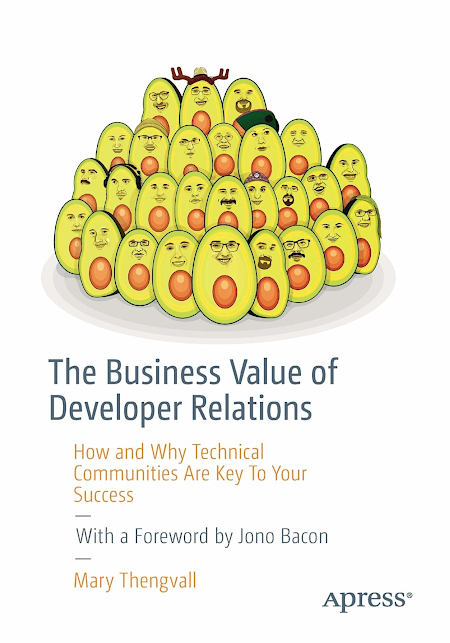 The Business Value of
Developer Relations
How and Why Technical
Communities Are Key To Your
Success
With a Foreword by Jono Bacon
Mary Thengvall
Apress®